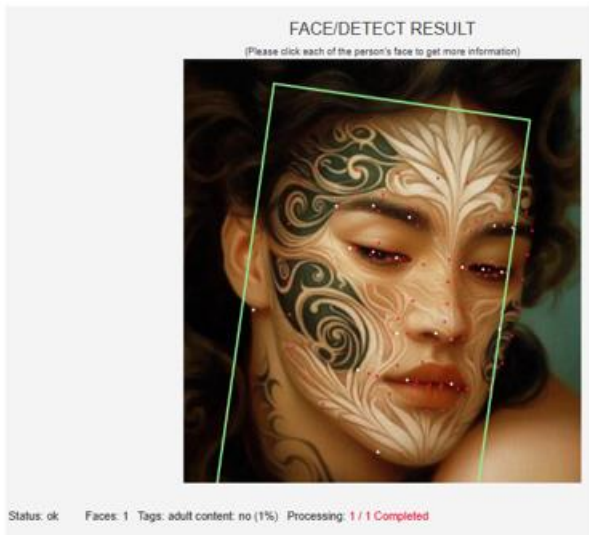 FACE/DETECT RESULT
(Please click each of the person's face to get more information)
Status: ok Faces: 1 Tags: adult content: no (1%) Processing: 1 / 1 Completed